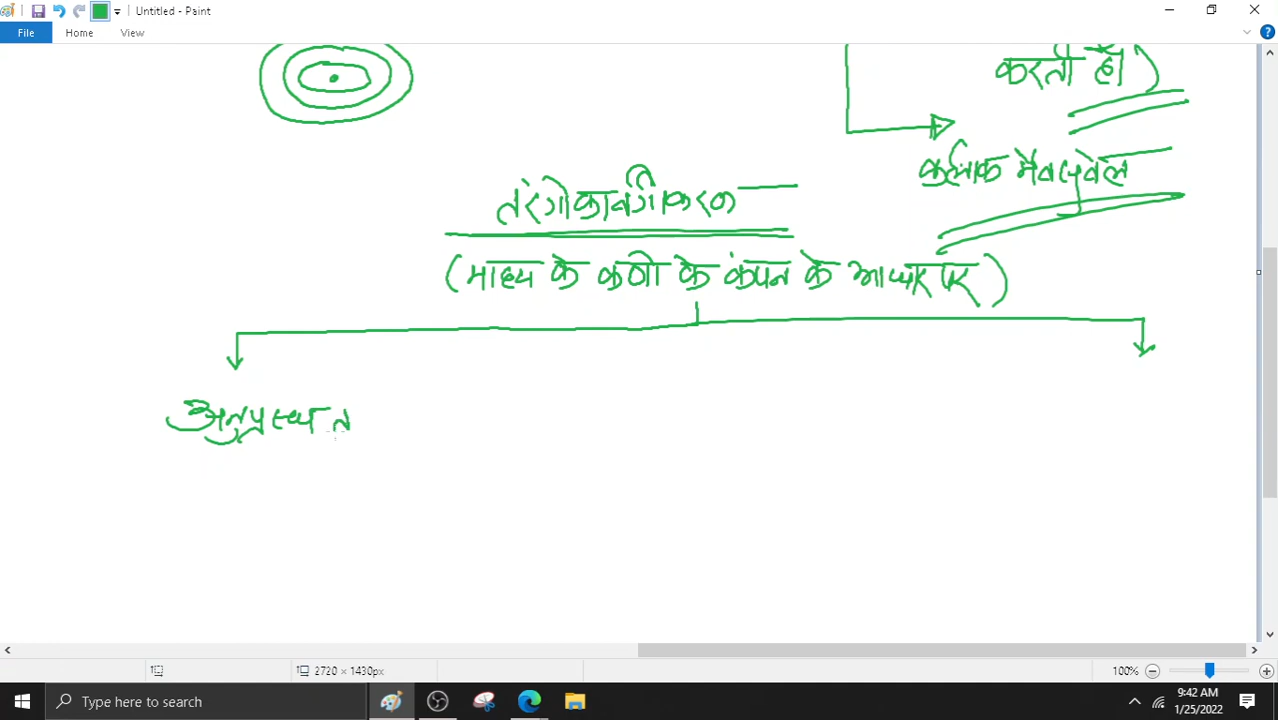 Untitled - Paint
File Home View
करती हो)
क्लार्क मैक्सवेल
तंरगो का वर्गीकरण
(माध्यम के कणो के कंपन के आधार पर)
अनुप्रस्थ त
2720 × 1430px 100%
Type here to search
9:42 AM
1/25/2022